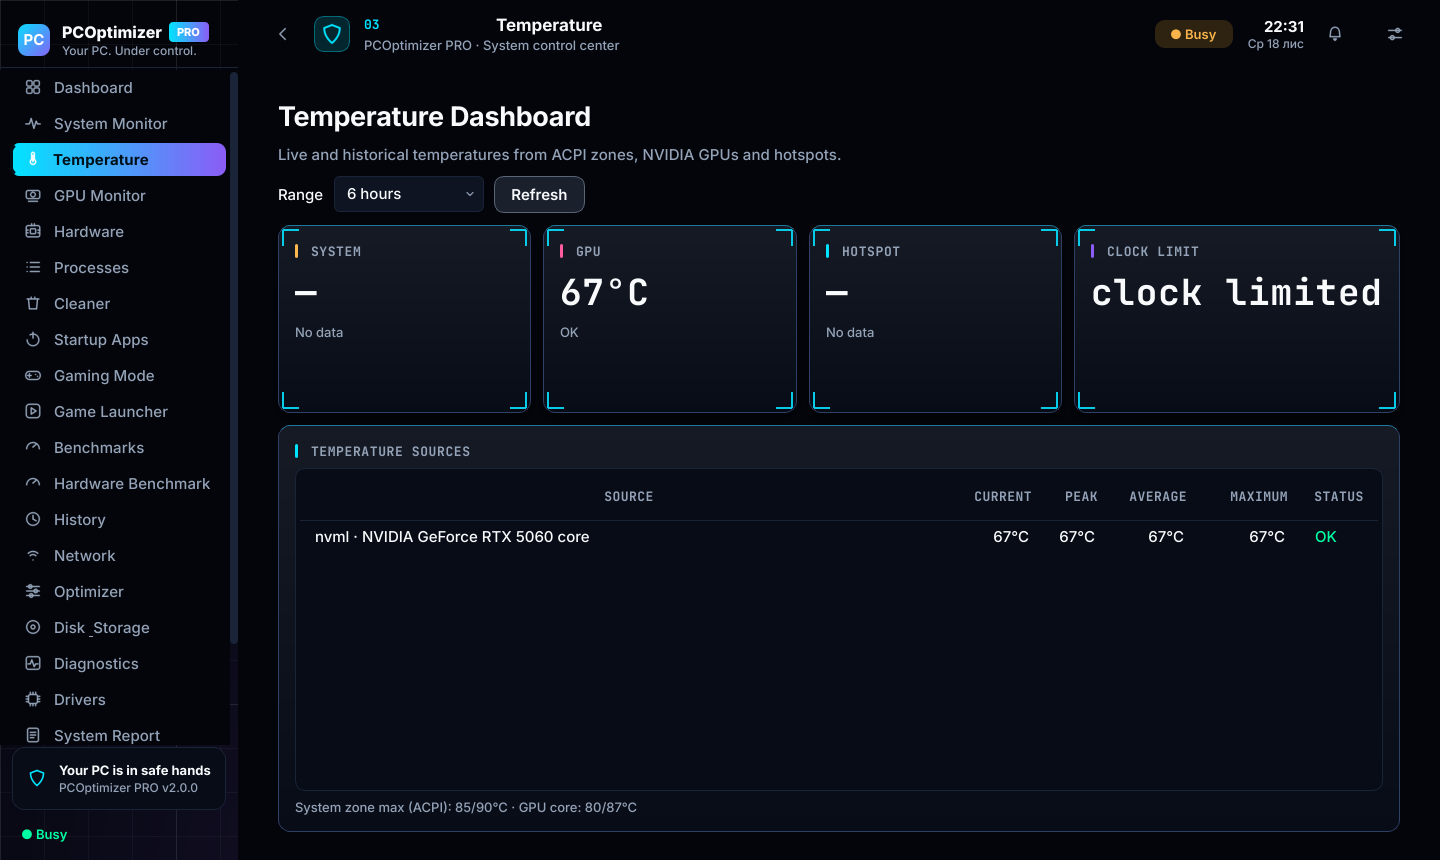 PC
PCOptimizer PRO
Your PC. Under control.
Dashboard
System Monitor
Temperature
GPU Monitor
Hardware
Processes
Cleaner
Startup Apps
Gaming Mode
Game Launcher
Benchmarks
Hardware Benchmark
History
Network
Optimizer
Disk _Storage
Diagnostics
Drivers
System Report
Your PC is in safe hands
PCOptimizer PRO v2.0.0
Busy
03
Temperature
PCOptimizer PRO · System control center
Busy
22:31
Ср 18 лис
Temperature Dashboard
Live and historical temperatures from ACPI zones, NVIDIA GPUs and hotspots.
Range 6 hours Refresh
SYSTEM
—
No data
GPU
67°C
OK
HOTSPOT
—
No data
CLOCK LIMIT
clock limited
TEMPERATURE SOURCES
SOURCE CURRENT PEAK AVERAGE MAXIMUM STATUS
nvml · NVIDIA GeForce RTX 5060 core 67°C 67°C 67°C 67°C OK
System zone max (ACPI): 85/90°C · GPU core: 80/87°C